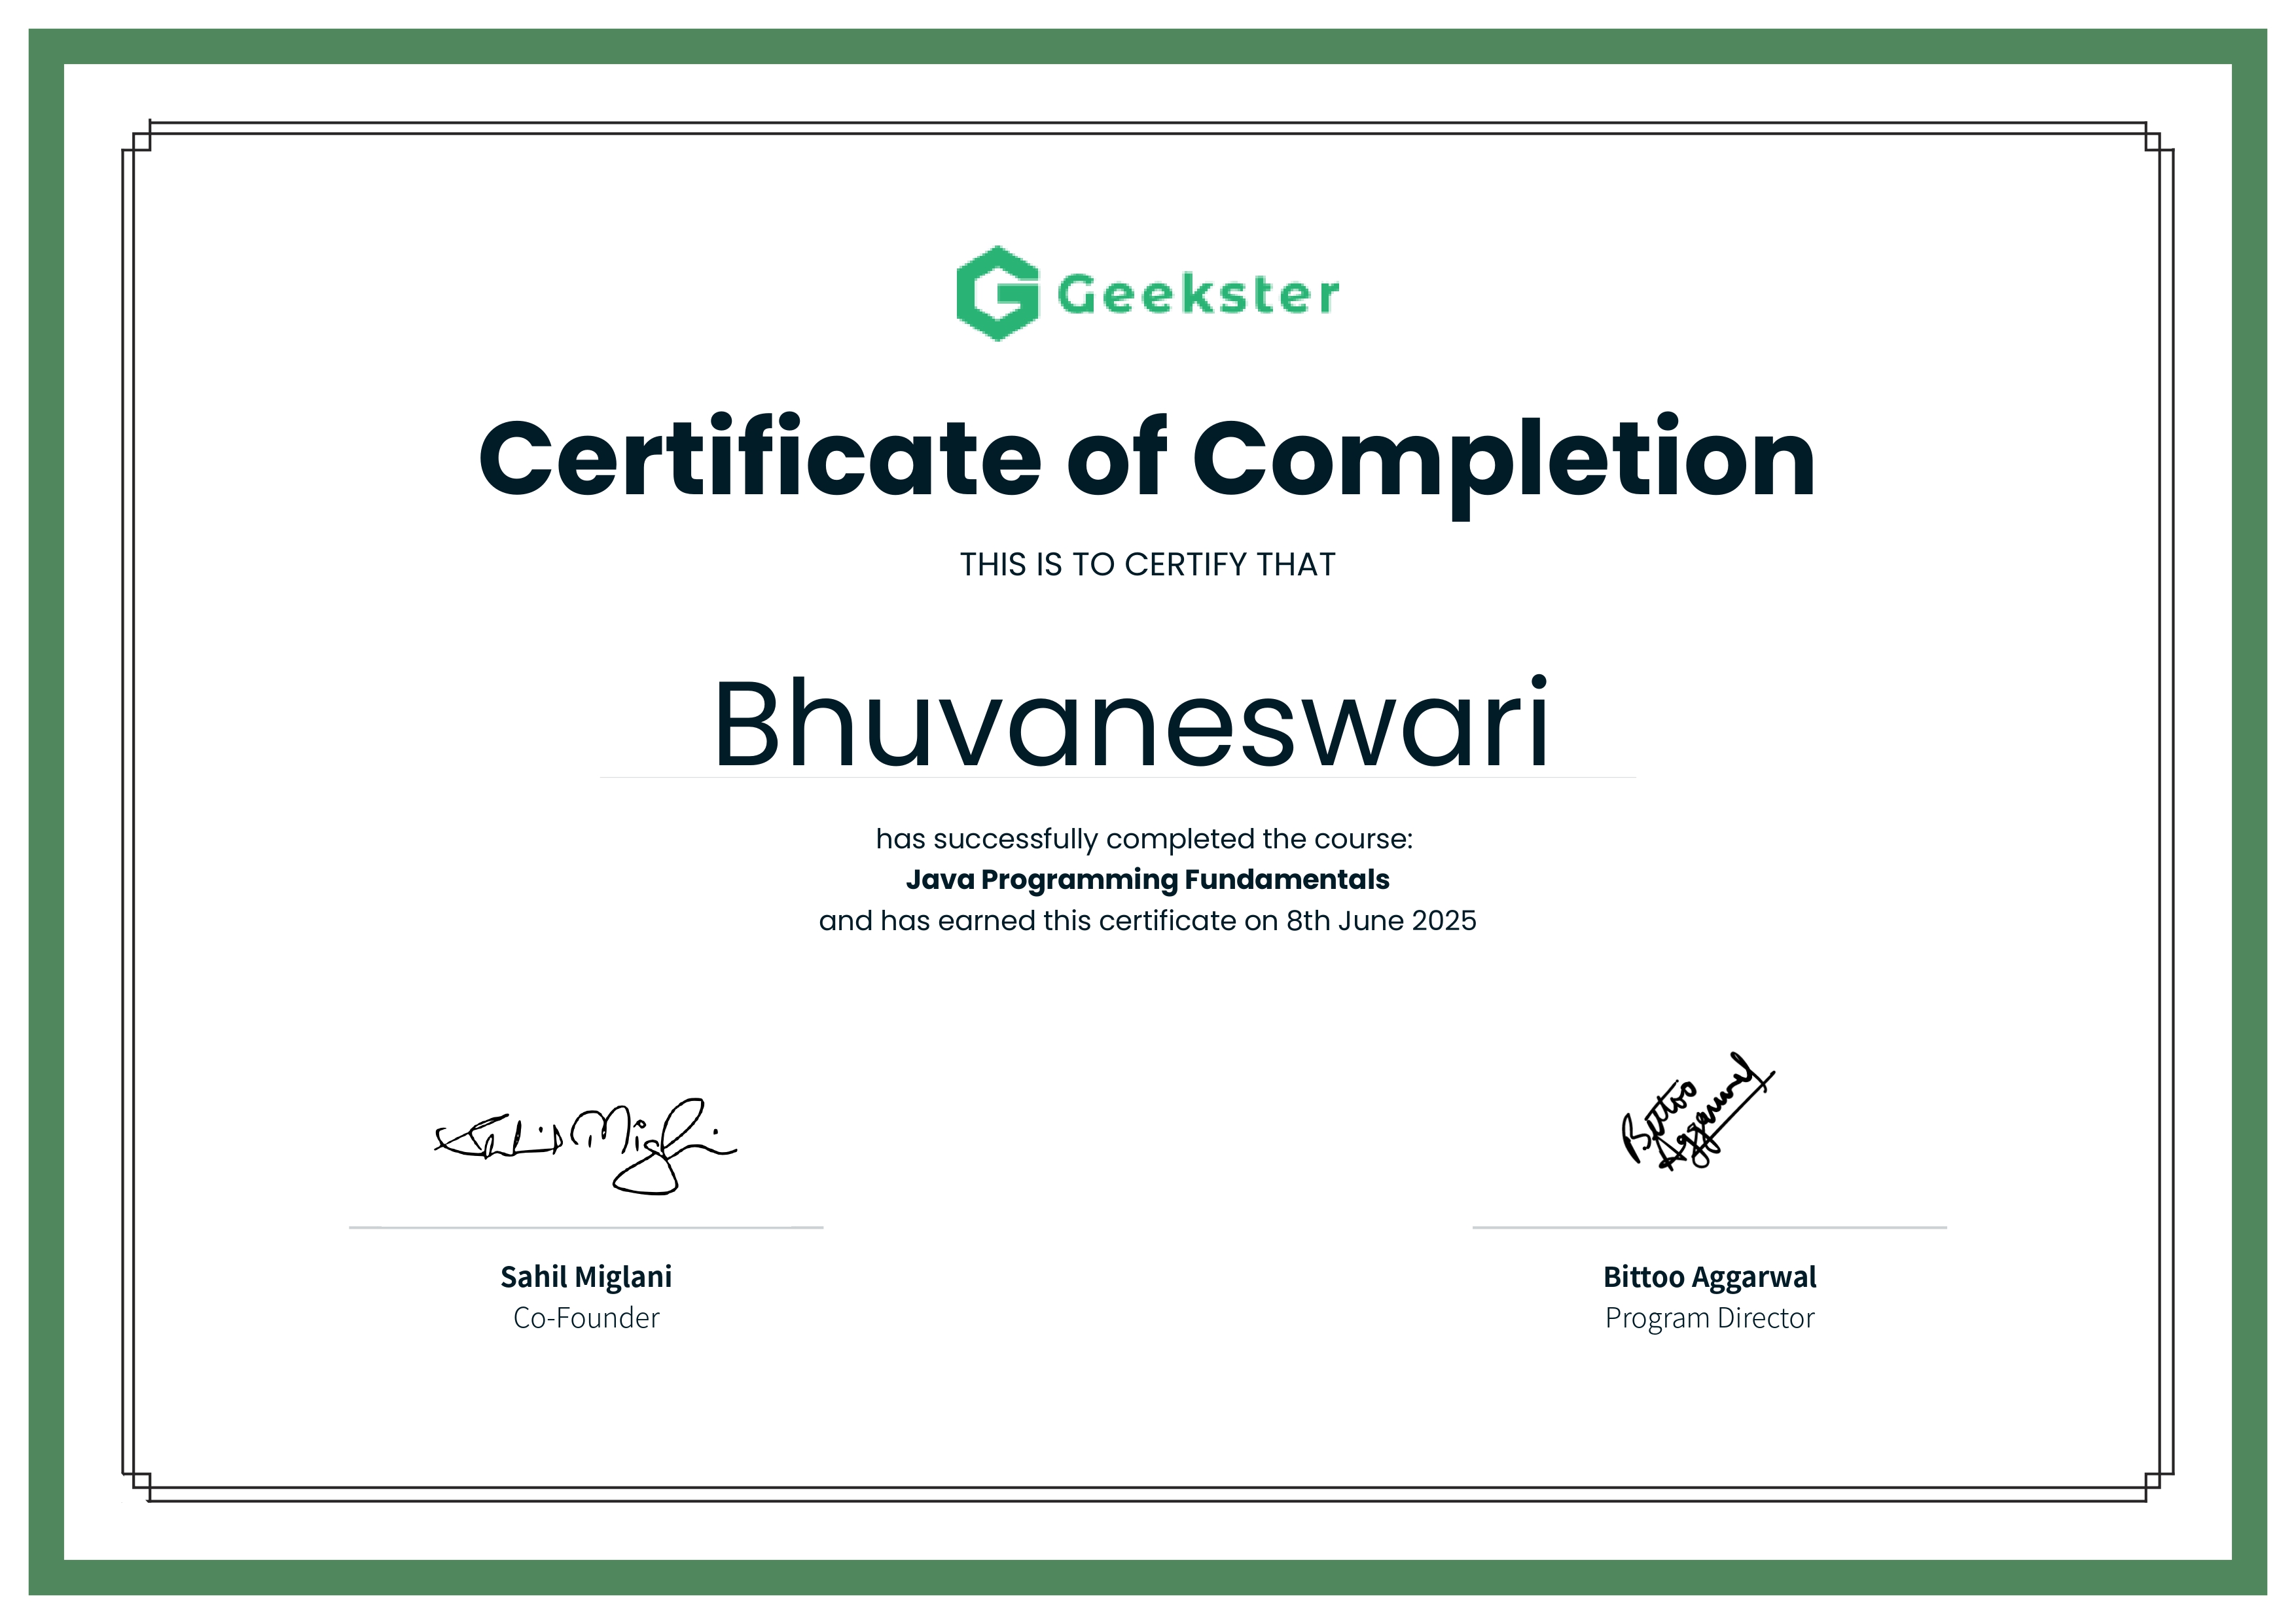 Geekster
Certificate of Completion
THIS IS TO CERTIFY THAT
Bhuvaneswari
has successfully completed the course:
Java Programming Fundamentals
and has earned this certificate on 8th June 2025
Sahil Miglani
Bittoo
Aggarwal
Sahil Miglani
Co-Founder
Bittoo Aggarwal
Program Director